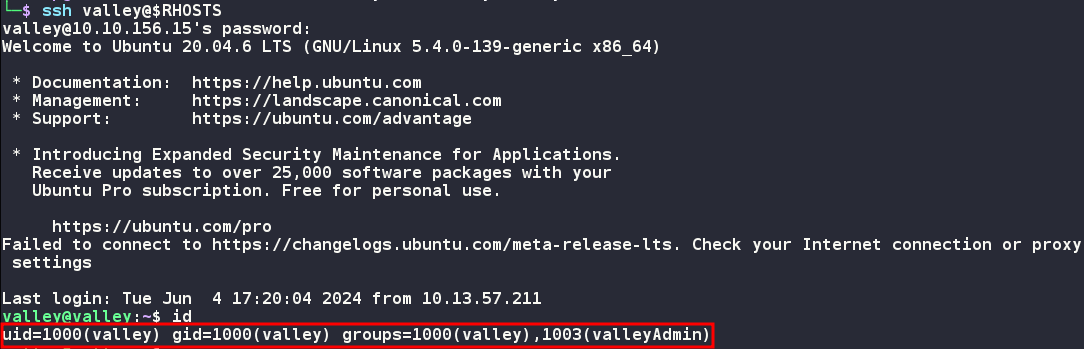 └─$ ssh valley@$RHOSTS
valley@10.10.156.15's password:
Welcome to Ubuntu 20.04.6 LTS (GNU/Linux 5.4.0-139-generic x86_64)
* Documentation:  https://help.ubuntu.com
* Management:     https://landscape.canonical.com
* Support:        https://ubuntu.com/advantage
* Introducing Expanded Security Maintenance for Applications.
Receive updates to over 25,000 software packages with your
Ubuntu Pro subscription. Free for personal use.
https://ubuntu.com/pro
Failed to connect to https://changelogs.ubuntu.com/meta-release-lts. Check your Internet connection or proxy
settings
Last login: Tue Jun  4 17:20:04 2024 from 10.13.57.211
valley@valley:~$ id
uid=1000(valley) gid=1000(valley) groups=1000(valley),1003(valleyAdmin)